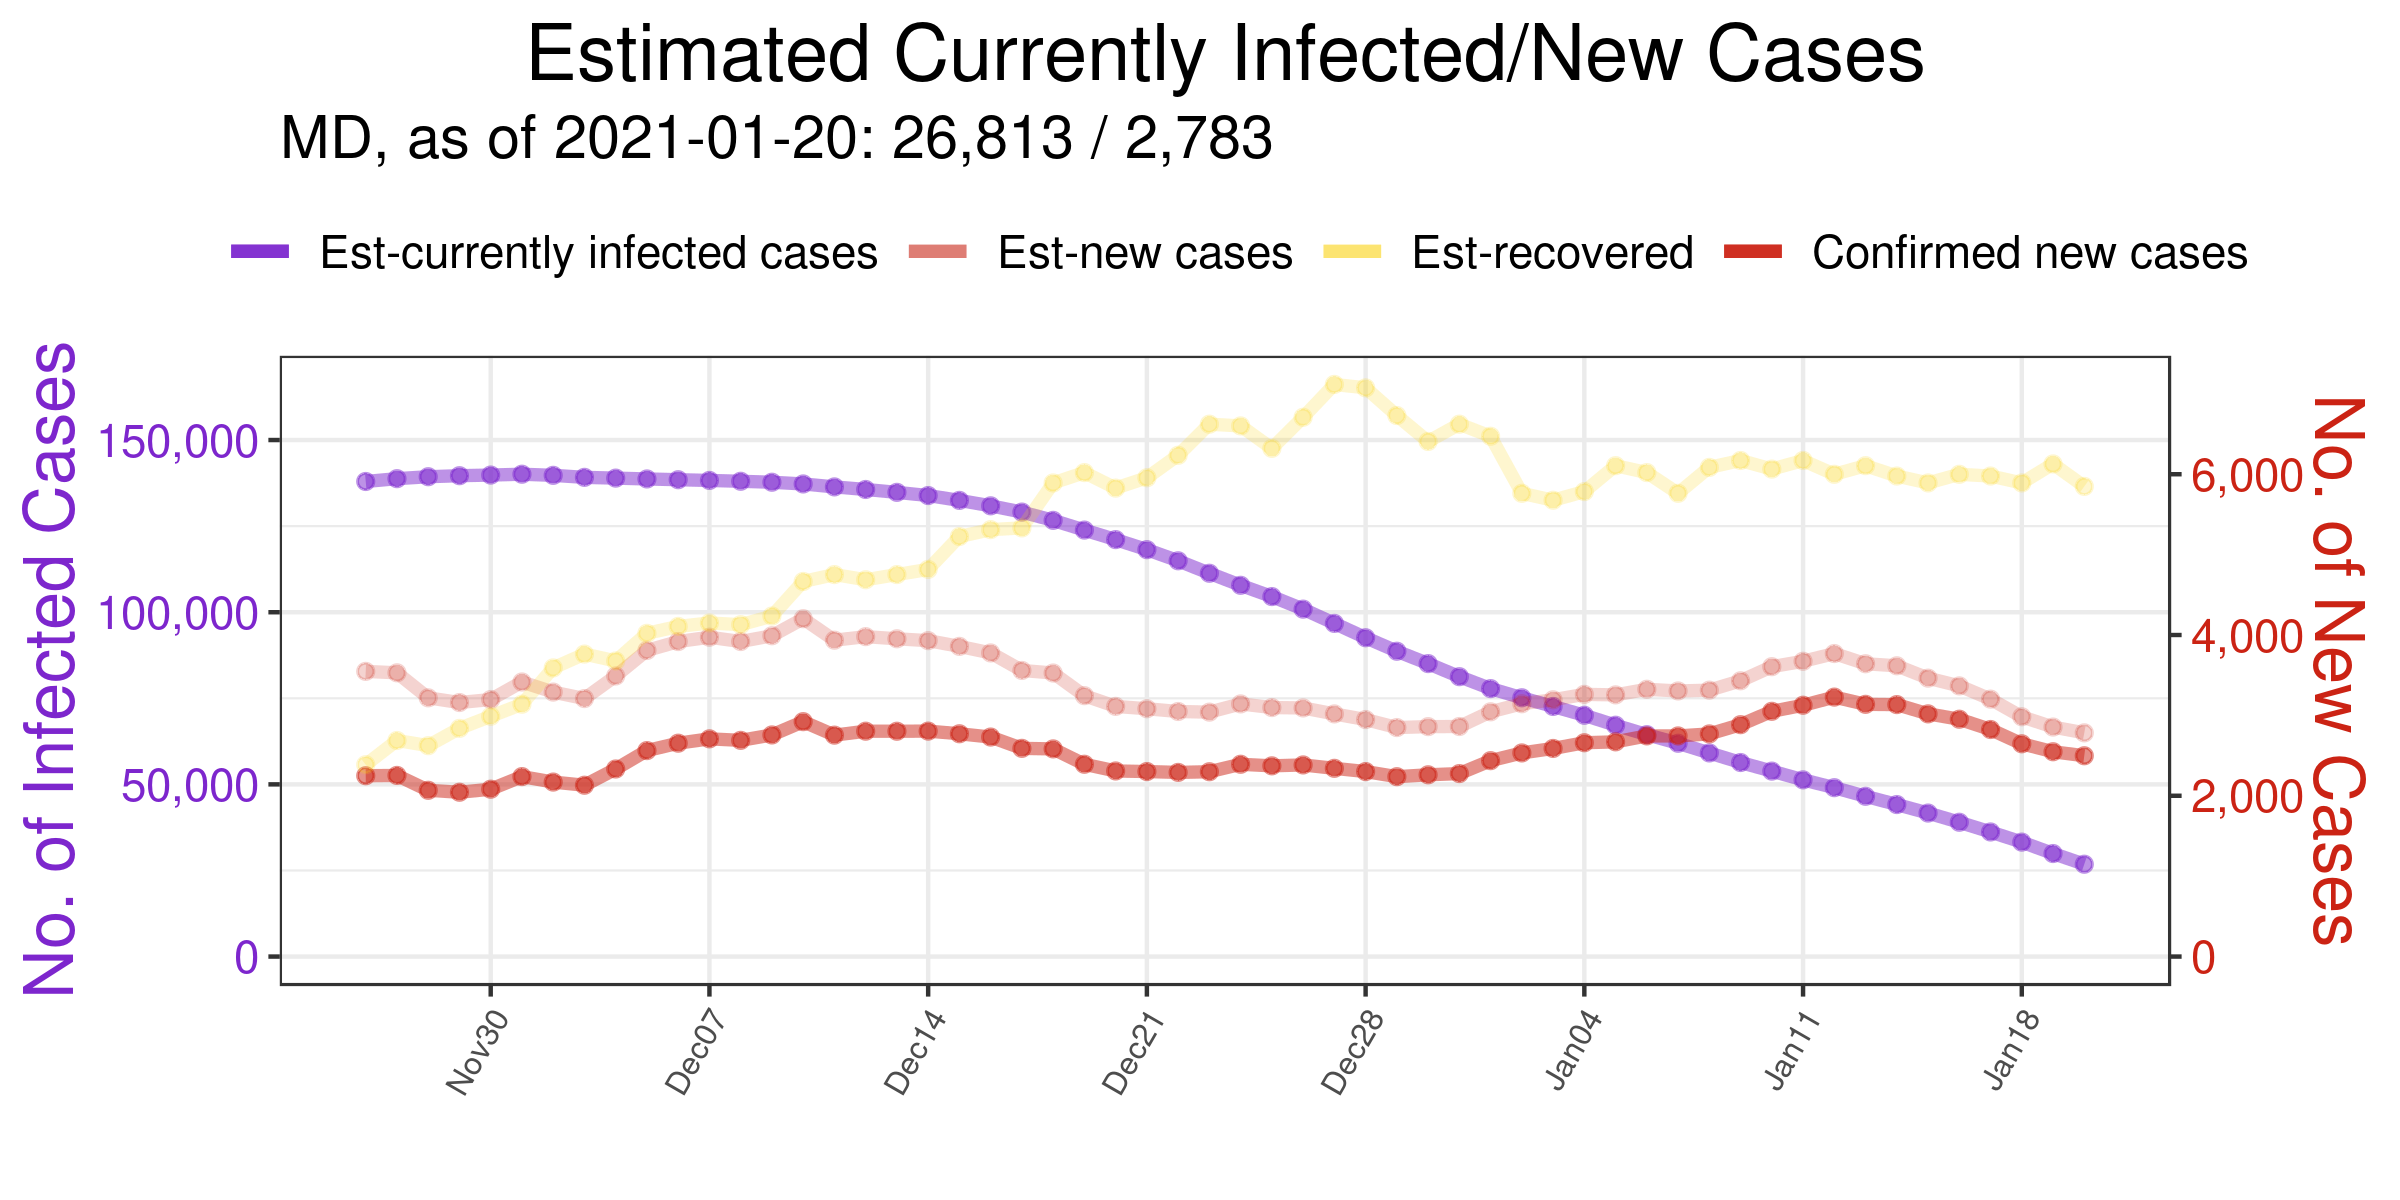 Estimated Currently Infected/New Cases
MD, as of 2021-01-20: 26,813 / 2,783
Est-currently infected cases Est-new cases Est-recovered Confirmed new cases
No. of Infected Cases
150,000
100,000
50,000
0
6,000
4,000
2,000
0
No. of New Cases
Nov30 Dec07 Dec14 Dec21 Dec28 Jan04 Jan11 Jan18